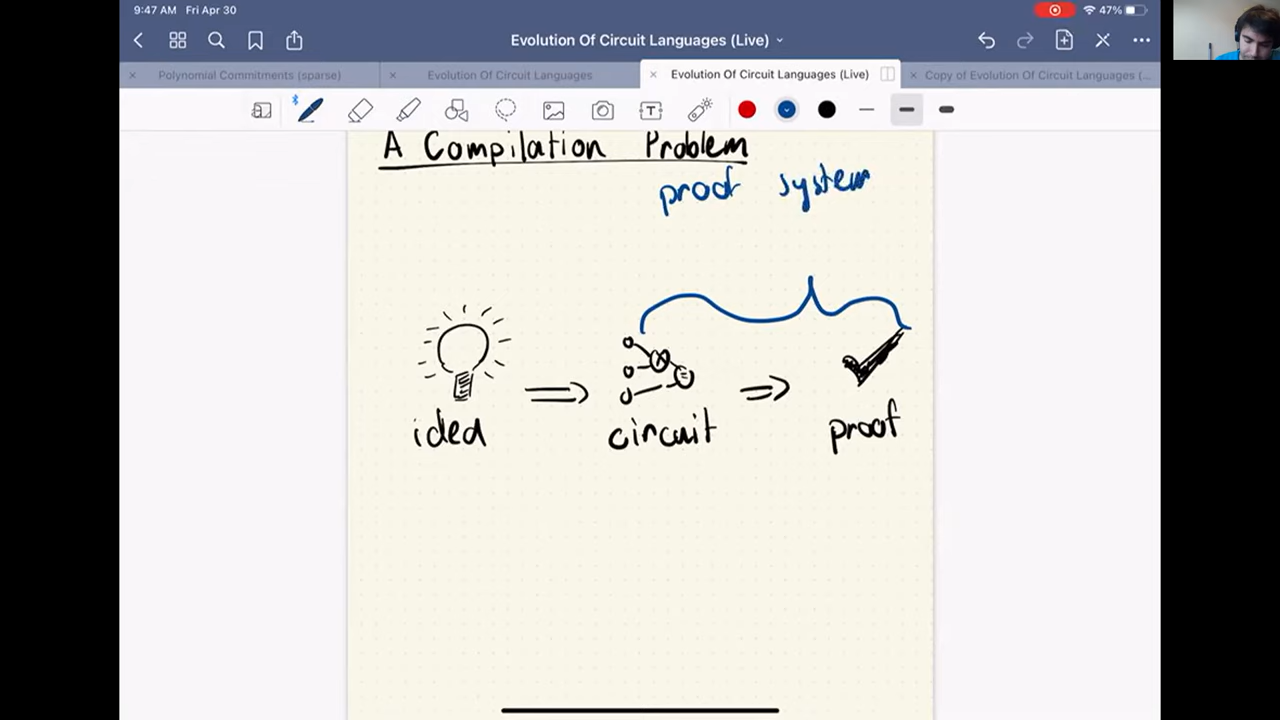 9:47 AM Fri Apr 30
47%
Evolution Of Circuit Languages (Live)
Polynomial Commitments (sparse)
Evolution Of Circuit Languages
Evolution Of Circuit Languages (Live)
Copy of Evolution Of Circuit Languages (...
A Compilation Problem
proof system
idea
circuit
proof